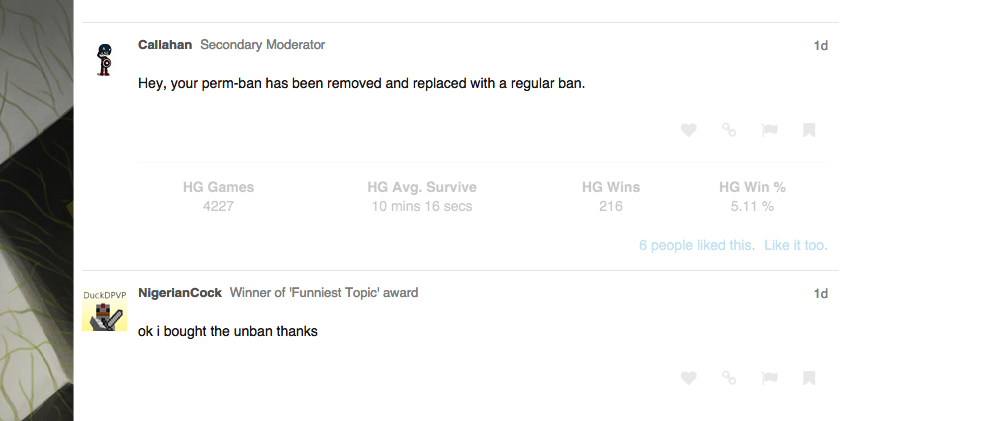 Callahan Secondary Moderator 1d
Hey, your perm-ban has been removed and replaced with a regular ban.
HG Games HG Avg. Survive HG Wins HG Win %
4227 10 mins 16 secs 216 5.11 %
6 people liked this. Like it too.
DuckDPVP NigerianCock Winner of 'Funniest Topic' award 1d
ok i bought the unban thanks